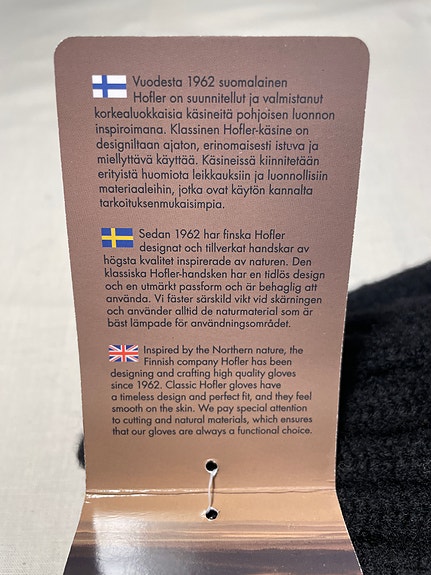 Vuodesta 1962 suomalainen
Hofler on suunnitellut ja valmistanut
korkealuokkaisia käsineitä pohjoisen luonnon
inspiroimana. Klassinen Hofler-käsine on
designiltaan ajaton, erinomaisesti istuva ja
miellyttävä käyttää. Käsineissä kiinnitetään
erityistä huomiota leikkauksiin ja luonnollisiin
materiaaleihin, jotka ovat käytön kannalta
tarkoituksenmukaisimpia.
Sedan 1962 har finska Hofler
designat och tillverkat handskar av
högsta kvalitet inspirerade av naturen. Den
klassiska Hofler-handsken har en tidlös design
och en utmärkt passform och är behaglig att
använda. Vi fäster särskild vikt vid skärningen
och använder alltid de naturmaterial som är
bäst lämpade för användningsområdet.
Inspired by the Northern nature, the
Finnish company Hofler has been
designing and crafting high quality gloves
since 1962. Classic Hofler gloves have
a timeless design and perfect fit, and they feel
smooth on the skin. We pay special attention
to cutting and natural materials, which ensures
that our gloves are always a functional choice.